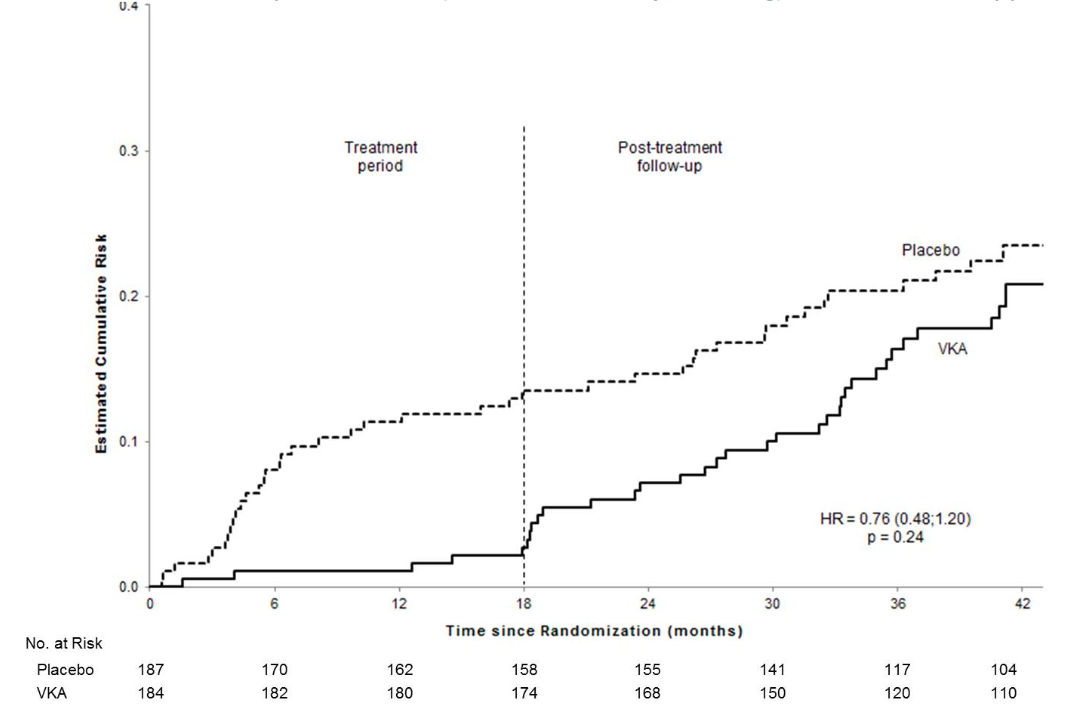 0.4
0.3
0.2
0.1
0.0
Estimated Cumulative Risk
Treatment
period
Post-treatment
follow-up
Placebo
VKA
HR = 0.76 (0.48;1.20)
p = 0.24
0 6 12 18 24 30 36 42
Time since Randomization (months)
No. at Risk
Placebo 187 170 162 158 155 141 117 104
VKA 184 182 180 174 168 150 120 110